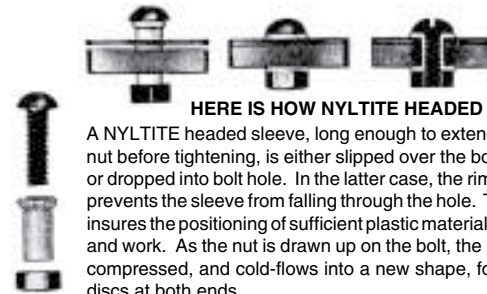 HERE IS HOW NYLTITE HEADED
A NYLTITE headed sleeve, long enough to exten
nut before tightening, is either slipped over the bo
or dropped into bolt hole. In the latter case, the rim
prevents the sleeve from falling through the hole. T
insures the positioning of sufficient plastic material
and work. As the nut is drawn up on the bolt, the
compressed, and cold-flows into a new shape, fo
discs at both ends